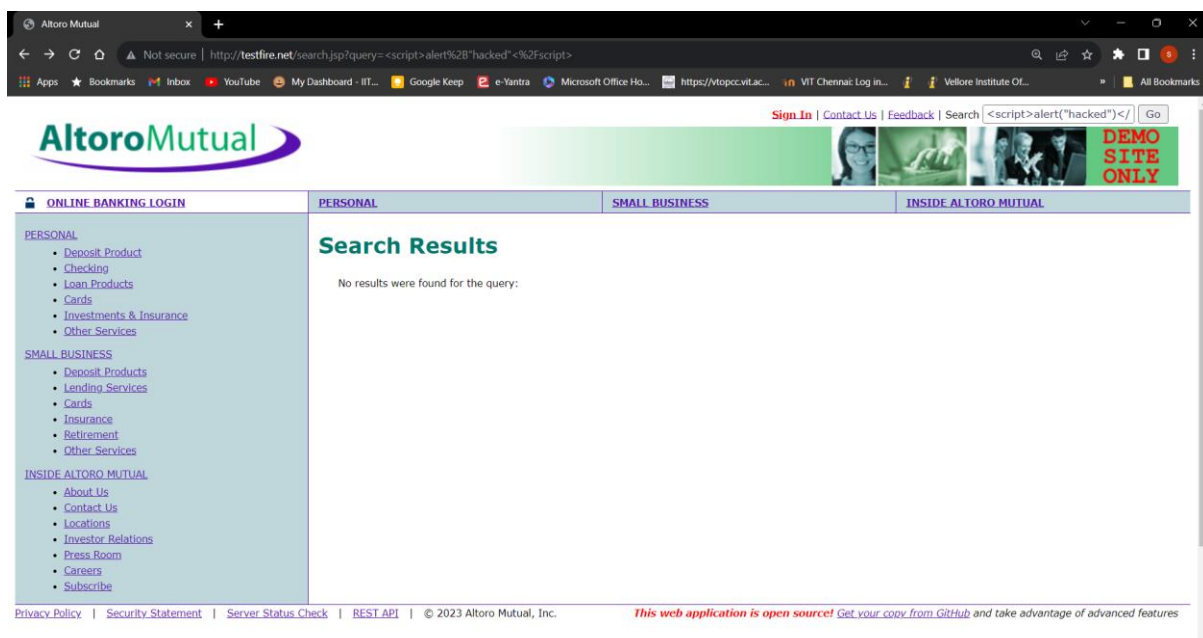 Altoro Mutual
Not secure | http://testfire.net/search.jsp?query=<script>alert%2B"hacked"<%2Fscript>
Apps Bookmarks Inbox YouTube My Dashboard - IIT... Google Keep e-Yantra Microsoft Office Ho... https://vtopcc.vit.ac... VIT Chennai: Log in... Vellore Institute Of... » All Bookmarks
Sign In | Contact Us | Feedback | Search <script>alert("hacked")</ Go
AltoroMutual
DEMO
SITE
ONLY
ONLINE BANKING LOGIN PERSONAL SMALL BUSINESS INSIDE ALTORO MUTUAL
PERSONAL
Deposit Product
Checking
Loan Products
Cards
Investments & Insurance
Other Services
SMALL BUSINESS
Deposit Products
Lending Services
Cards
Insurance
Retirement
Other Services
INSIDE ALTORO MUTUAL
About Us
Contact Us
Locations
Investor Relations
Press Room
Careers
Subscribe
Search Results
No results were found for the query:
Privacy Policy | Security Statement | Server Status Check | REST API | © 2023 Altoro Mutual, Inc. This web application is open source! Get your copy from GitHub and take advantage of advanced features